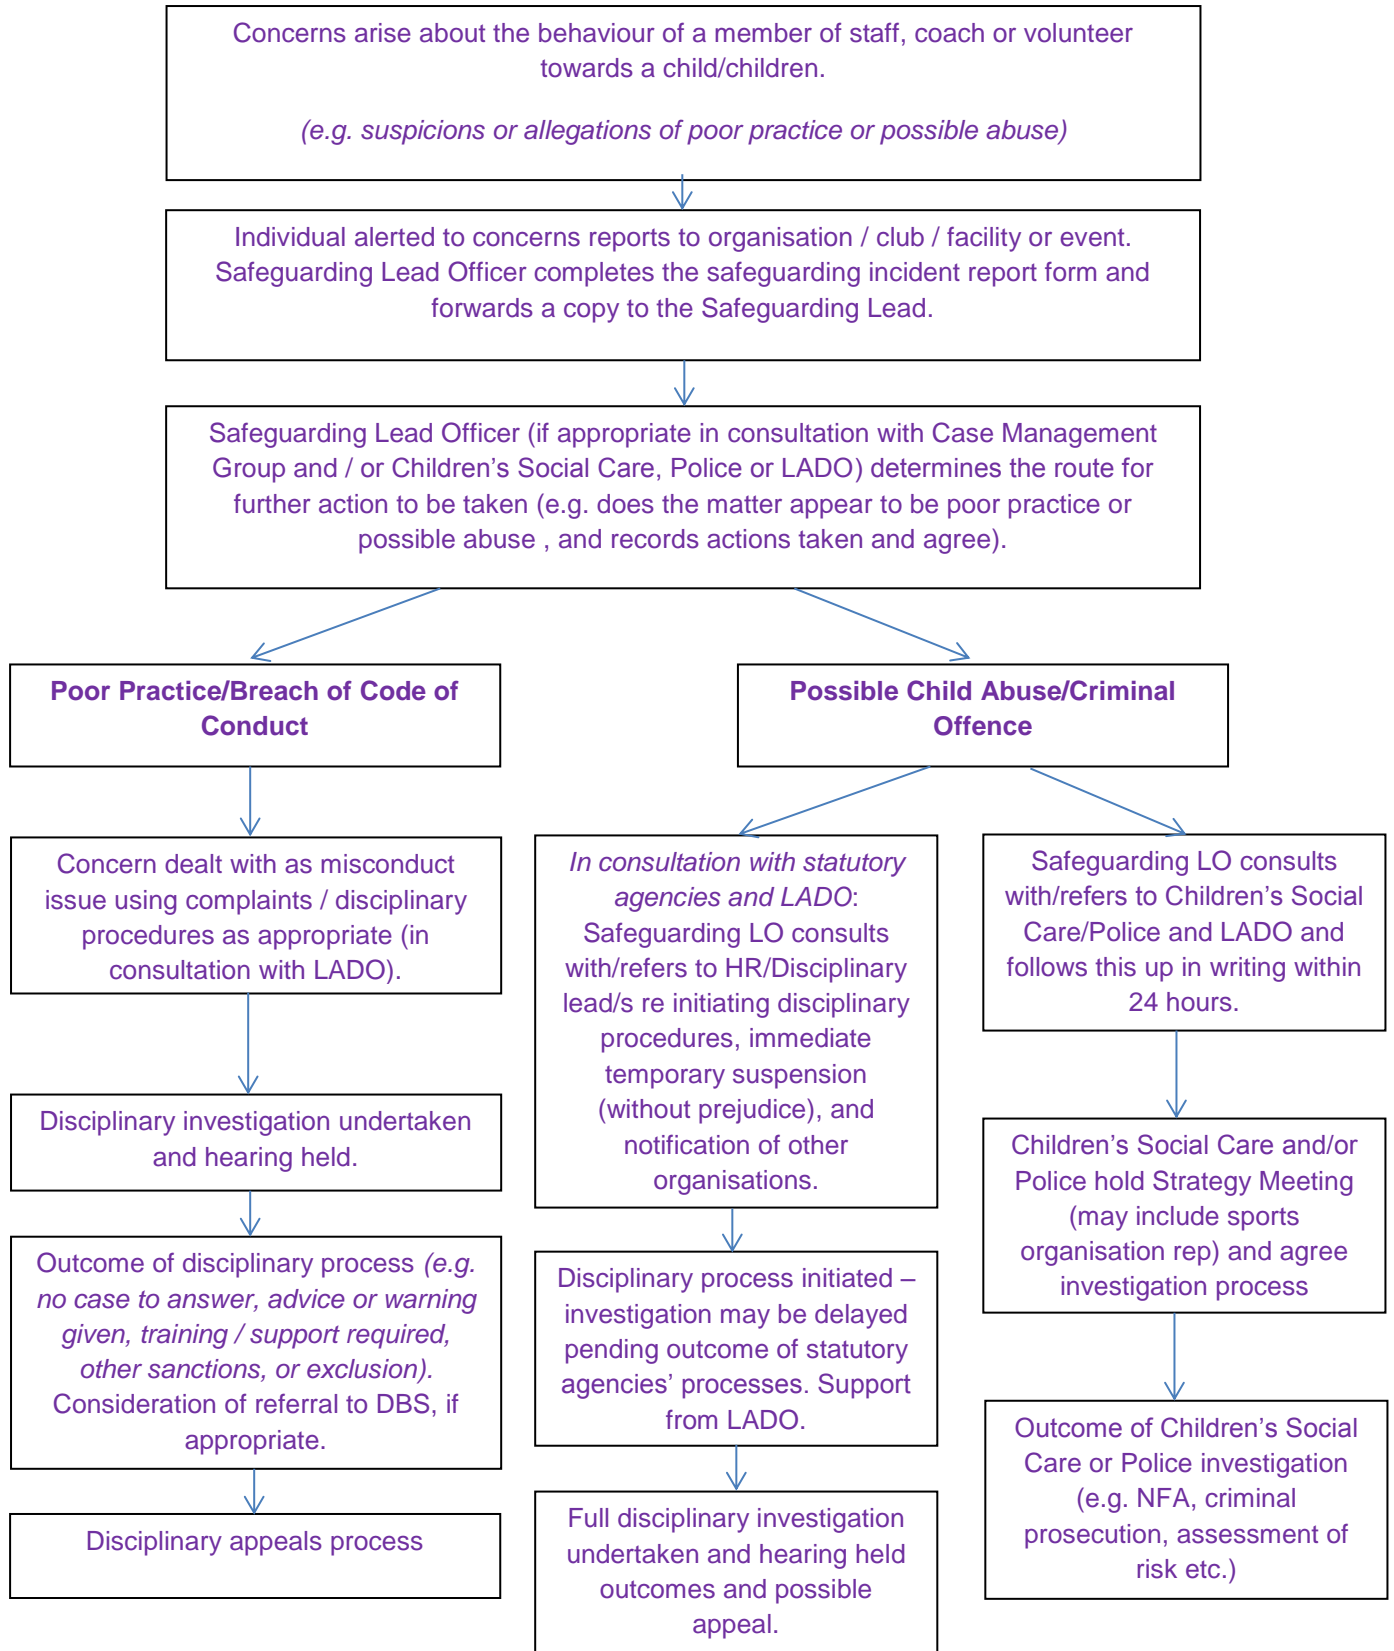 Concerns arise about the behaviour of a member of staff, coach or volunteer
towards a child/children.
(e.g. suspicions or allegations of poor practice or possible abuse)
Individual alerted to concerns reports to organisation / club / facility or event.
Safeguarding Lead Officer completes the safeguarding incident report form and
forwards a copy to the Safeguarding Lead.
Safeguarding Lead Officer (if appropriate in consultation with Case Management
Group and / or Children’s Social Care, Police or LADO) determines the route for
further action to be taken (e.g. does the matter appear to be poor practice or
possible abuse , and records actions taken and agree).
Poor Practice/Breach of Code of
Conduct
Possible Child Abuse/Criminal
Offence
Concern dealt with as misconduct
issue using complaints / disciplinary
procedures as appropriate (in
consultation with LADO).
Disciplinary investigation undertaken
and hearing held.
Outcome of disciplinary process (e.g.
no case to answer, advice or warning
given, training / support required,
other sanctions, or exclusion).
Consideration of referral to DBS, if
appropriate.
Disciplinary appeals process
In consultation with statutory
agencies and LADO:
Safeguarding LO consults
with/refers to HR/Disciplinary
lead/s re initiating disciplinary
procedures, immediate
temporary suspension
(without prejudice), and
notification of other
organisations.
Disciplinary process initiated –
investigation may be delayed
pending outcome of statutory
agencies’ processes. Support
from LADO.
Full disciplinary investigation
undertaken and hearing held
outcomes and possible
appeal.
Safeguarding LO consults
with/refers to Children’s Social
Care/Police and LADO and
follows this up in writing within
24 hours.
Children’s Social Care and/or
Police hold Strategy Meeting
(may include sports
organisation rep) and agree
investigation process
Outcome of Children’s Social
Care or Police investigation
(e.g. NFA, criminal
prosecution, assessment of
risk etc.)